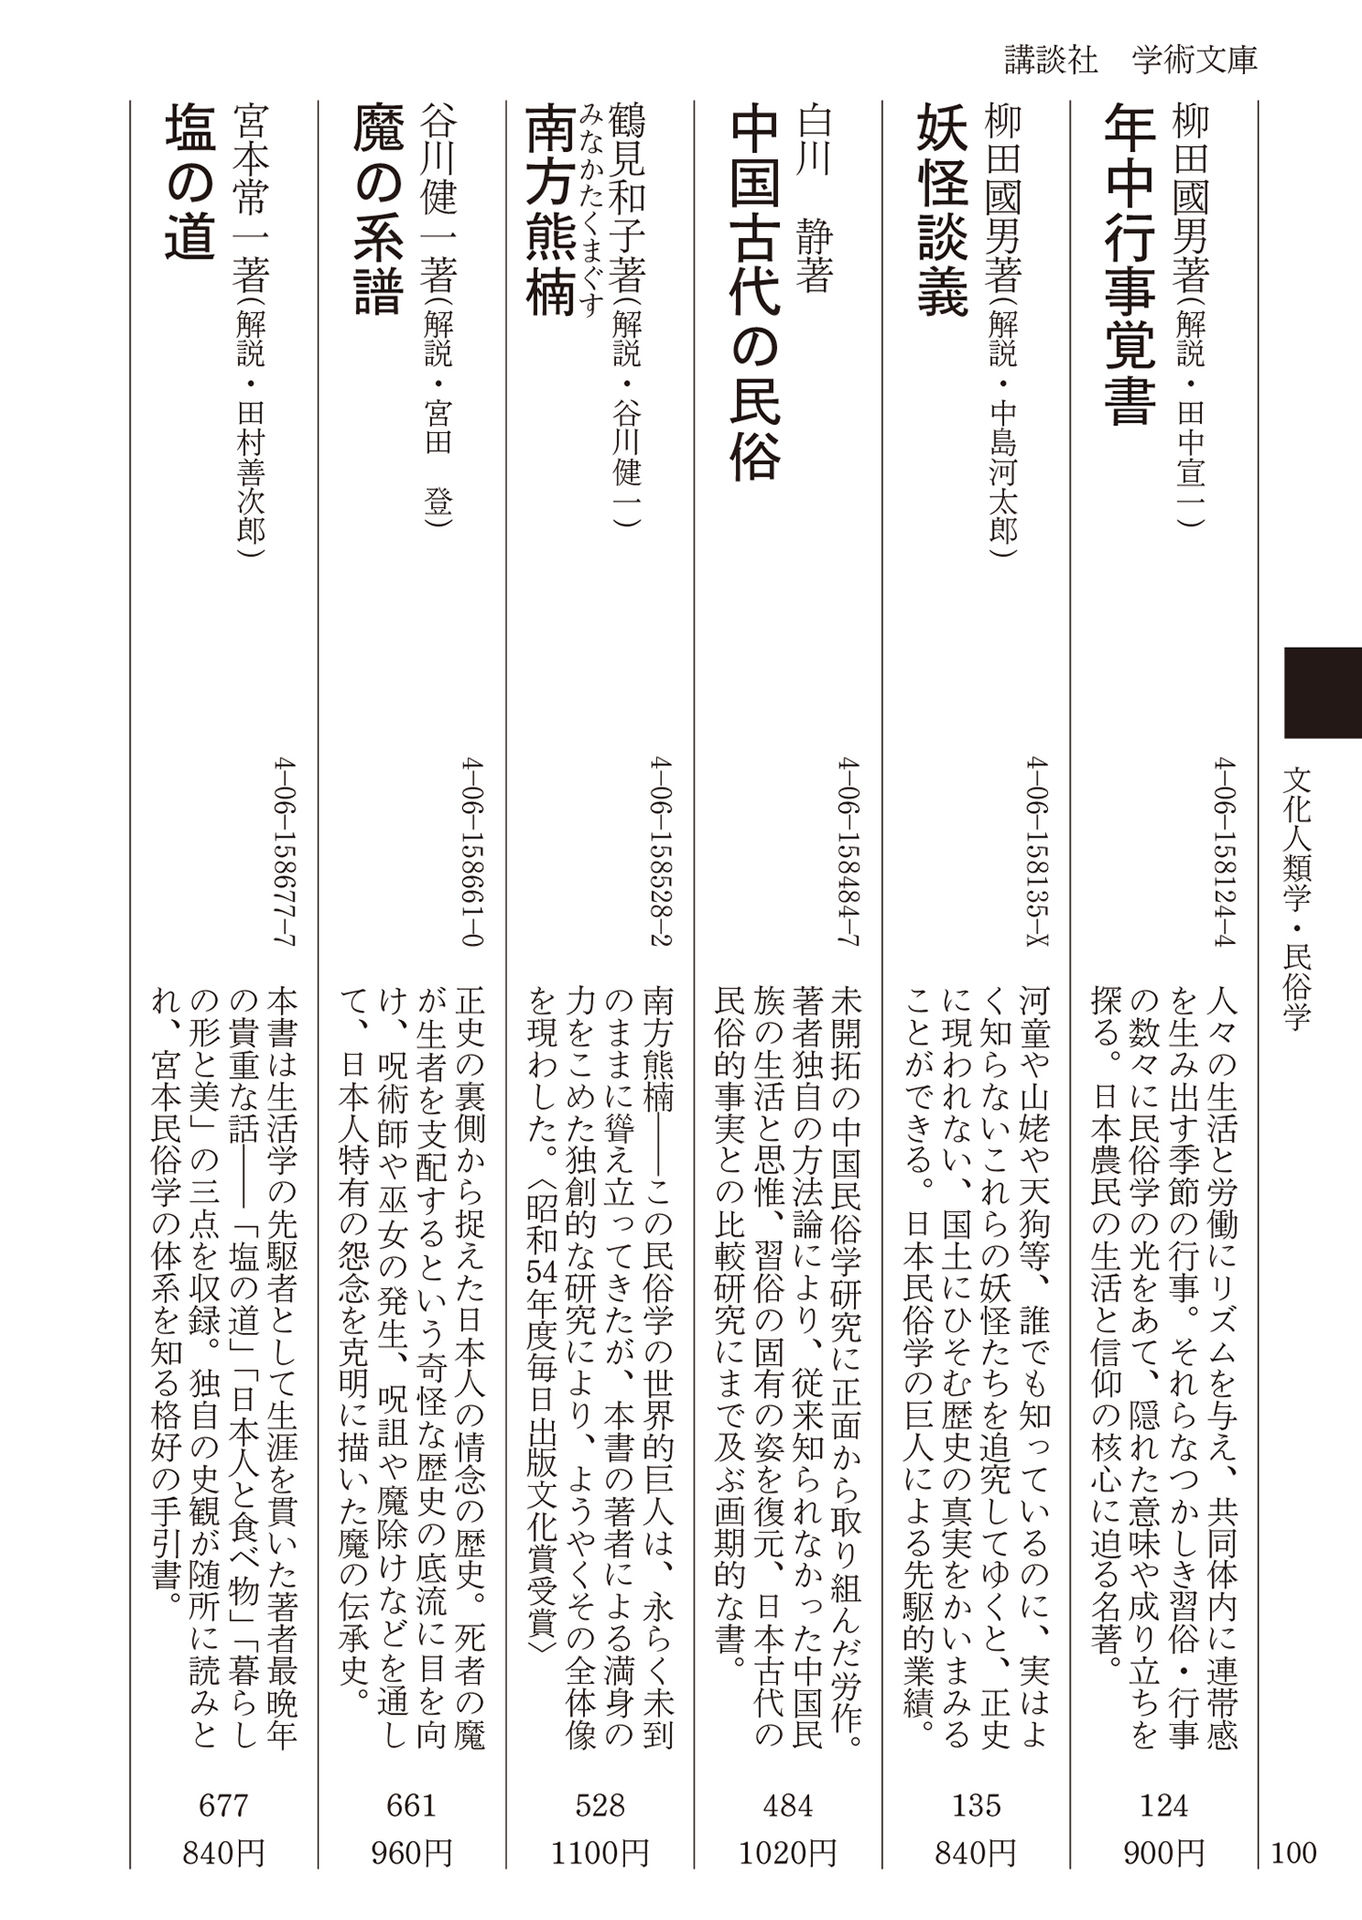 講談社　学術文庫
文化人類学・民俗学
100
柳田國男著(解説・田中宣一)
年中行事覚書
4-06-158124-4
人々の生活と労働にリズムを与え、共同体内に連帯感
を生み出す季節の行事。それらなつかしき習俗・行事
の数々に民俗学の光をあて、隠れた意味や成り立ちを
探る。日本農民の生活と信仰の核心に迫る名著。
124
900円
柳田國男著(解説・中島河太郎)
妖怪談義
4-06-158135-X
河童や山姥や天狗等、誰でも知っているのに、実はよ
く知らないこれらの妖怪たちを追究してゆくと、正史
に現われない、国土にひそむ歴史の真実をかいまみる
ことができる。日本民俗学の巨人による先駆的業績。
135
840円
白川　静著
中国古代の民俗
4-06-158484-7
未開拓の中国民俗学研究に正面から取り組んだ労作。
著者独自の方法論により、従来知られなかった中国民
族の生活と思惟、習俗の固有の姿を復元、日本古代の
民俗的事実との比較研究にまで及ぶ画期的な書。
484
1020円
鶴見和子著(解説・谷川健一)
みなかたくまぐす
南方熊楠
4-06-158528-2
南方熊楠――この民俗学の世界的巨人は、永らく未到
のままに聳え立ってきたが、本書の著者による満身の
力をこめた独創的な研究により、ようやくその全体像
を現わした。〈昭和54年度毎日出版文化賞受賞〉
528
1100円
谷川健一著(解説・宮田　登)
魔の系譜
4-06-158661-0
正史の裏側から捉えた日本人の情念の歴史。死者の魔
が生者を支配するという奇怪な歴史の底流に目を向
け、呪術師や巫女の発生、呪詛や魔除けなどを通し
て、日本人特有の怨念を克明に描いた魔の伝承史。
661
960円
宮本常一著(解説・田村善次郎)
塩の道
4-06-158677-7
本書は生活学の先駆者として生涯を貫いた著者最晩年
の貴重な話――「塩の道」「日本人と食べ物」「暮らし
の形と美」の三点を収録。独自の史観が随所に読みと
れ、宮本民俗学の体系を知る格好の手引書。
677
840円